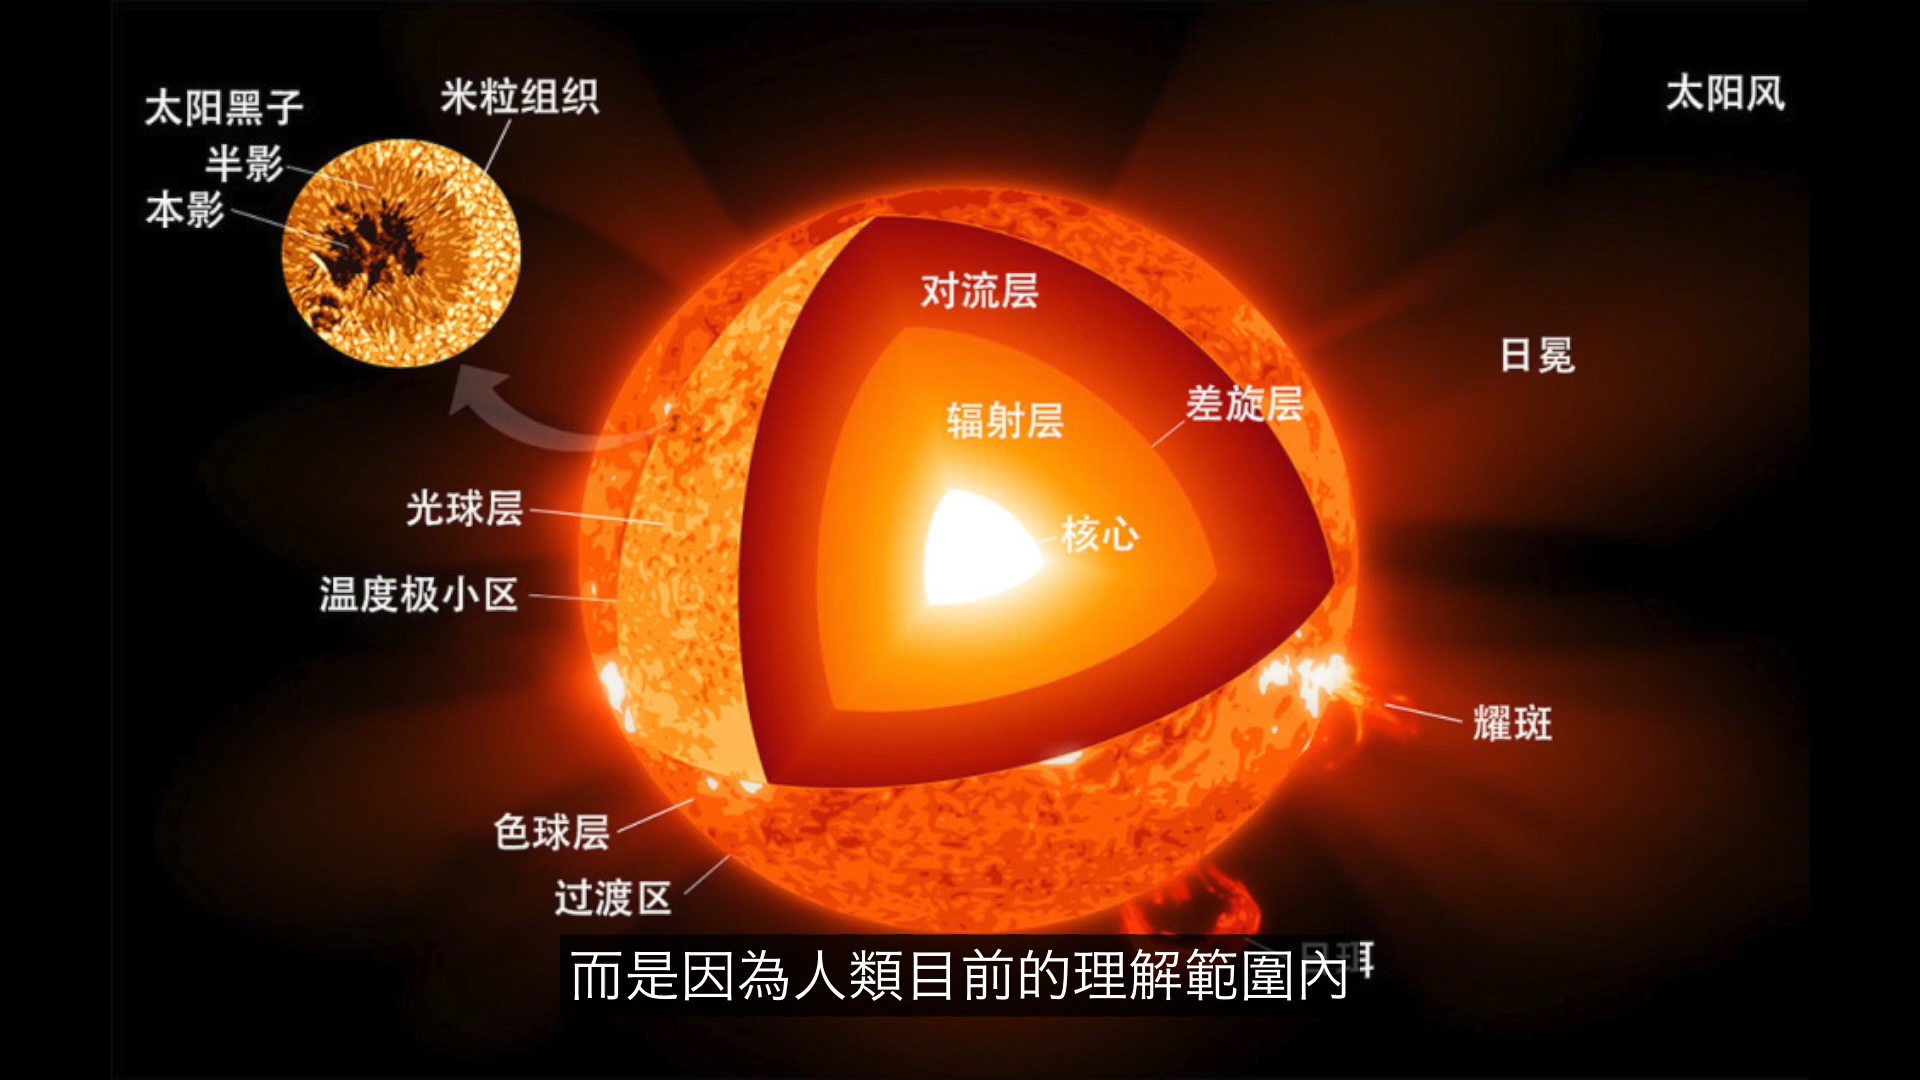 太阳黑子
米粒组织
太阳风
半影
本影
对流层
日冕
差旋层
辐射层
光球层
核心
温度极小区
耀斑
色球层
过渡区
日珥
而是因為人類目前的理解範圍內